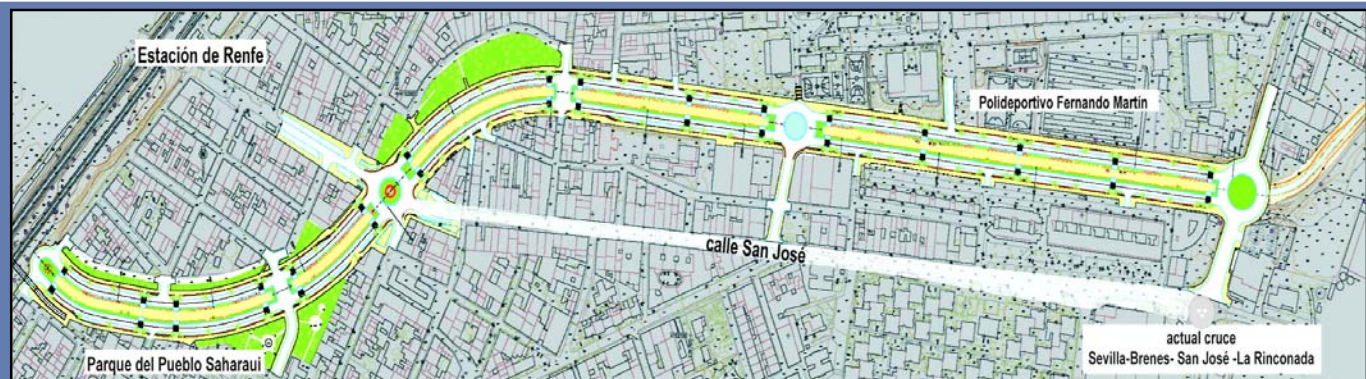 Estación de Renfe
Polideportivo Fernando Martín
calle San José
Parque del Pueblo Saharaui
actual cruce
Sevilla-Brenes- San José -La Rinconada